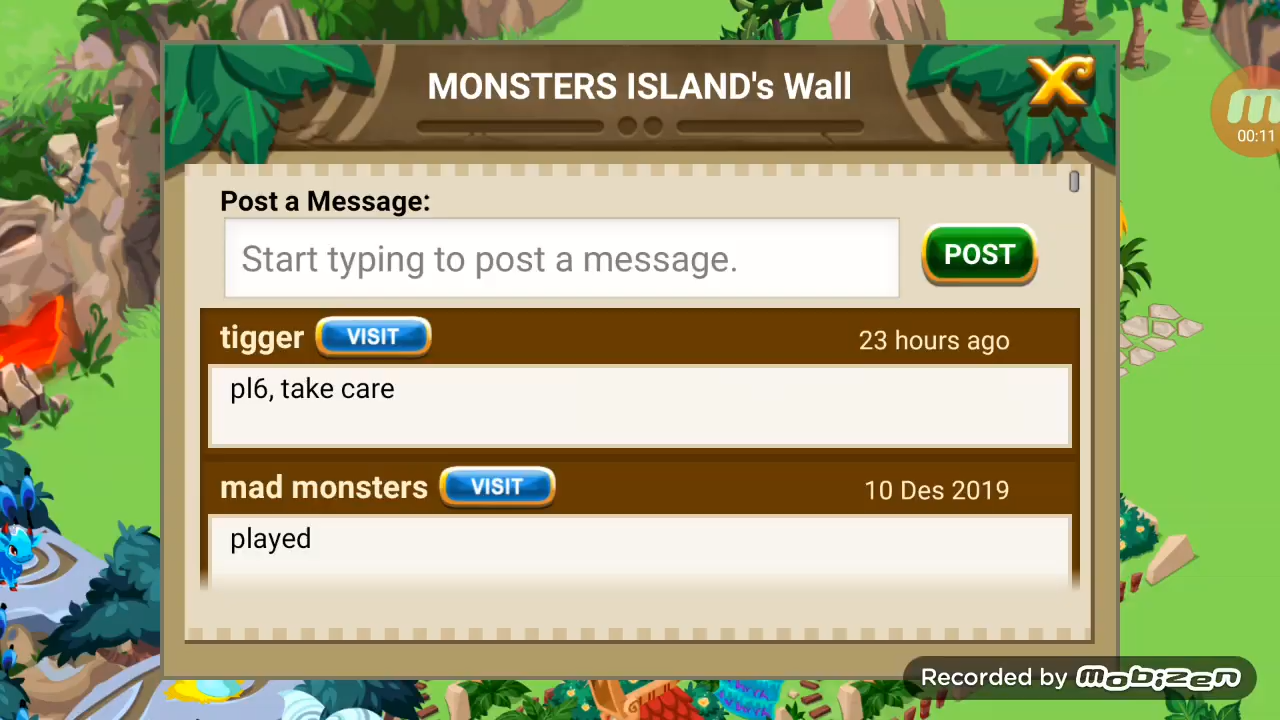 MONSTERS ISLAND's Wall
00:11
Post a Message:
Start typing to post a message.
POST
tigger
VISIT
23 hours ago
pl6, take care
mad monsters
VISIT
10 Des 2019
played
Recorded by mobizen